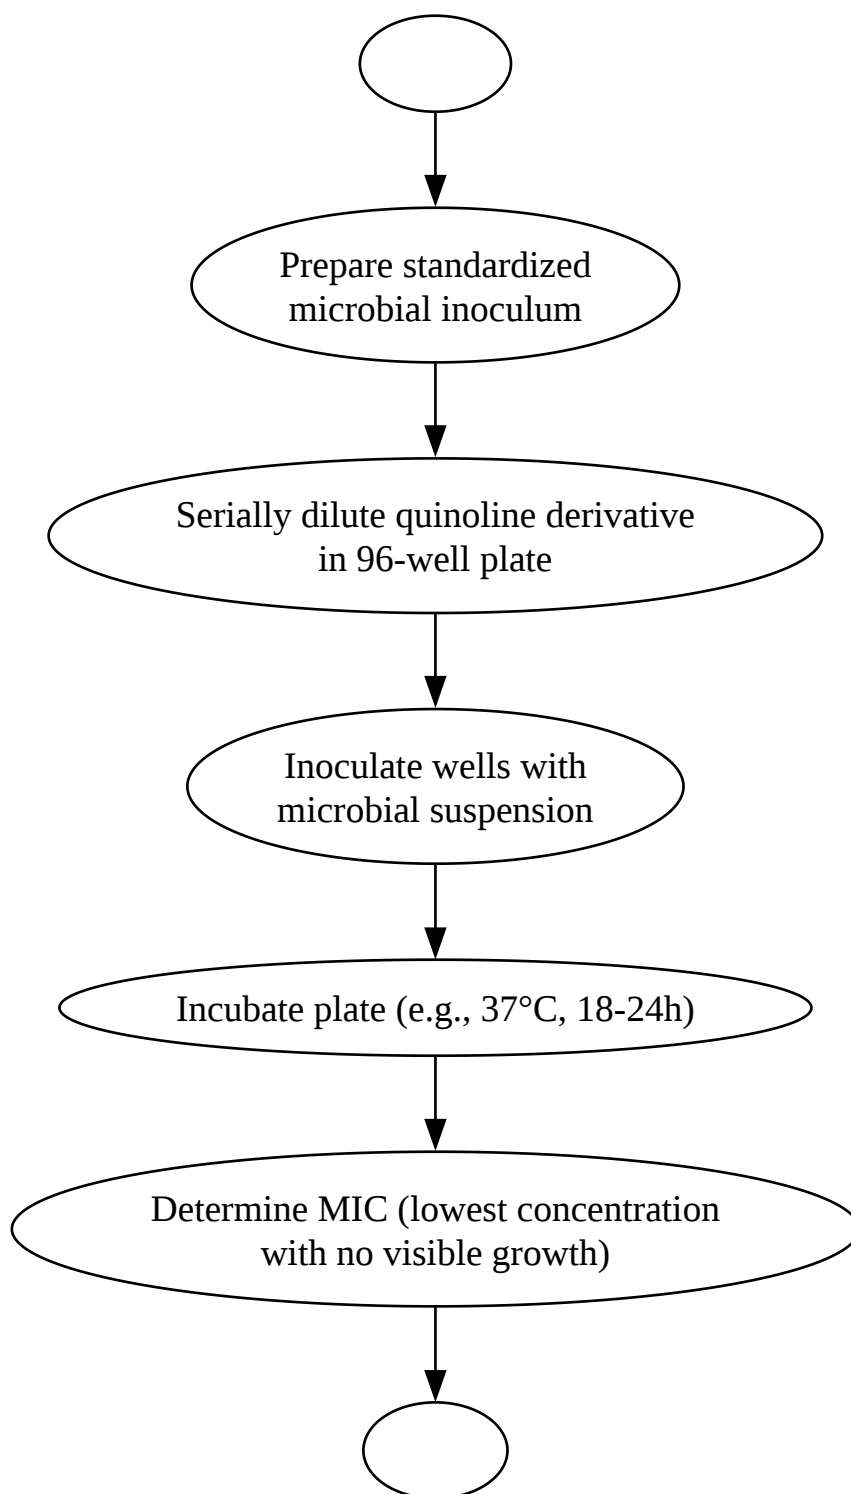 Prepare standardized
microbial inoculum
Serially dilute quinoline derivative
in 96-well plate
Inoculate wells with
microbial suspension
Incubate plate (e.g., 37°C, 18-24h)
Determine MIC (lowest concentration
with no visible growth)